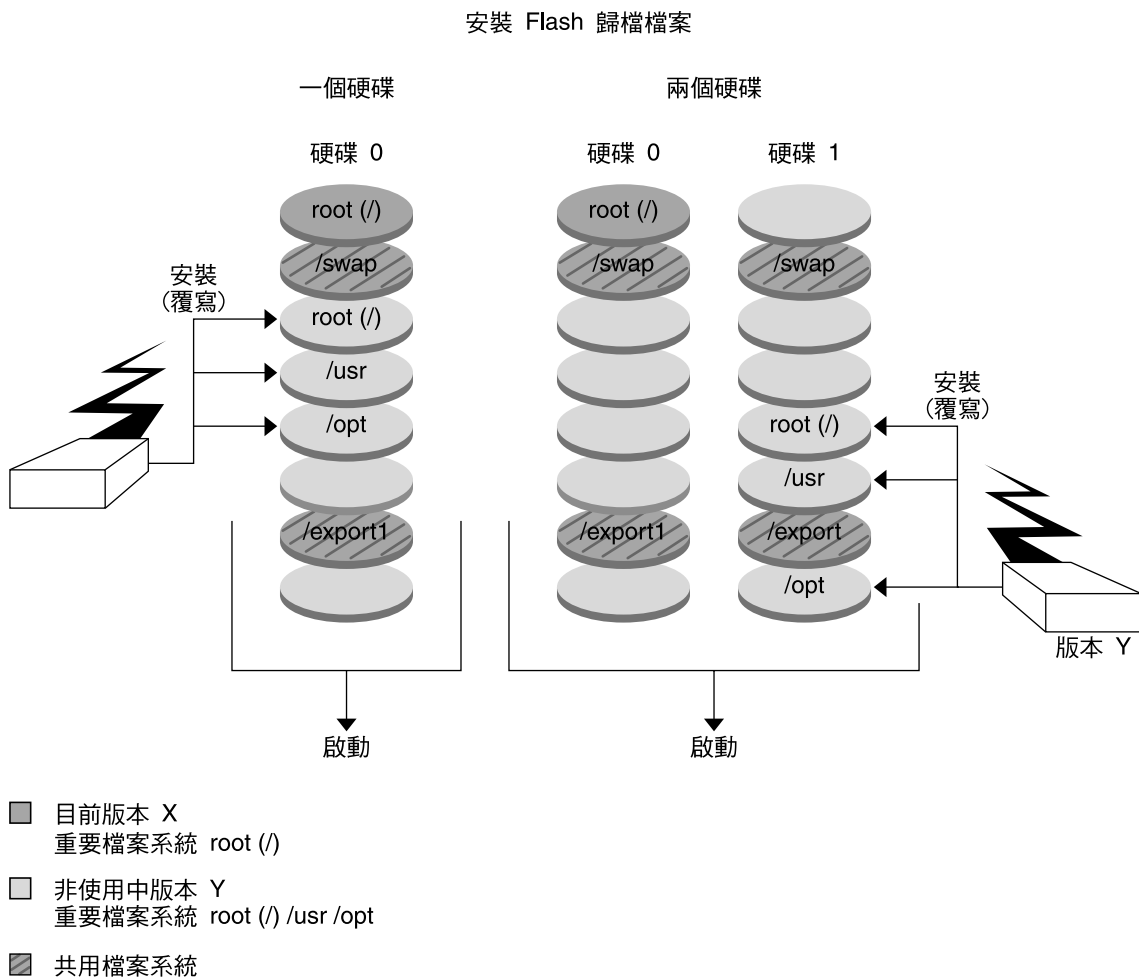 安裝 Flash 歸檔檔案
一個硬碟
兩個硬碟
硬碟 0
硬碟 0
硬碟 1
root (/)
/swap
root (/)
/usr
/opt
/export1
安裝
(覆寫)
root (/)
/swap
/export1
/swap
root (/)
/usr
/export
/opt
安裝
(覆寫)
版本 Y
啟動
啟動
目前版本 X
重要檔案系統 root (/)
非使用中版本 Y
重要檔案系統 root (/) /usr /opt
共用檔案系統